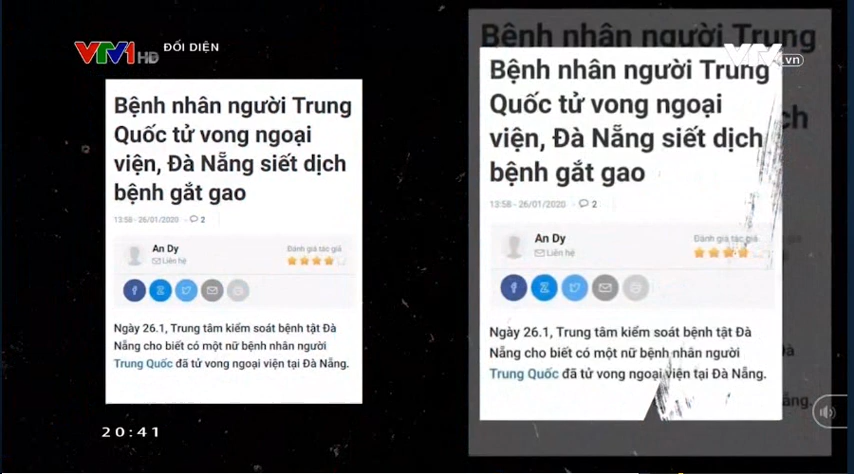 VTV1 HD
ĐỐI DIỆN
Bệnh nhân người Trung
Quốc tử vong ngoại
viện, Đà Nẵng siết dịch
bệnh gắt gao
13:58 - 26/01/2020
2
An Dy
Liên hệ
Đánh giá tác giả
Ngày 26.1, Trung tâm kiểm soát bệnh tật Đà
Nẵng cho biết có một nữ bệnh nhân người
Trung Quốc đã tử vong ngoại viện tại Đà Nẵng.
20:41
Bệnh nhân người Trung
VTV.vn
Bệnh nhân người Trung
Quốc tử vong ngoại
viện, Đà Nẵng siết dịch
bệnh gắt gao
13:58 - 26/01/2020
2
An Dy
Liên hệ
Đánh giá tác giả
Ngày 26.1, Trung tâm kiểm soát bệnh tật Đà
Nẵng cho biết có một nữ bệnh nhân người
Trung Quốc đã tử vong ngoại viện tại Đà Nẵng.